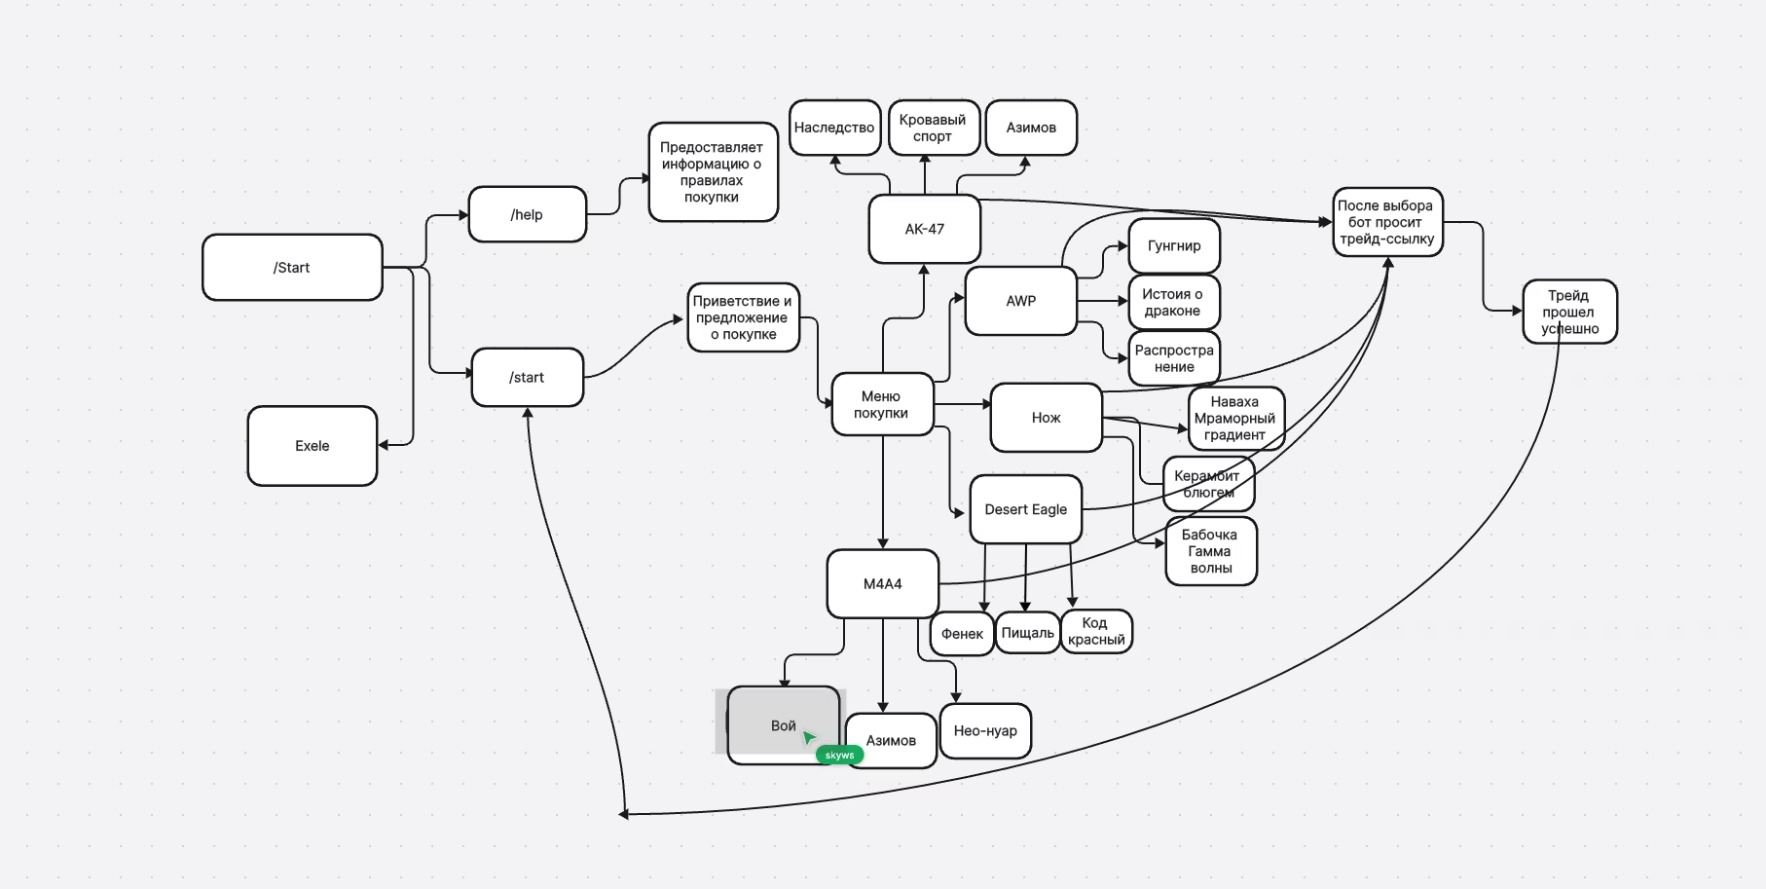 /Start
/help
Предоставляет
информацию о
правилах
покупки
Exele
/start
Приветствие и
предложение
о покупке
Меню
покупки
АК-47
Наследство
Кровавый
спорт
Азимов
AWP
Гунгнир
Истоия о
драконе
Распростра
нение
Нож
Наваха
Мраморный
градиент
Керамбит
блюгем
Бабочка
Гамма
волны
Desert Eagle
Фенек
Пищаль
Код
красный
М4А4
Вой
skyws
Азимов
Нео-нуар
После выбора
бот просит
трейд-ссылку
Трейд
прошел
успешно